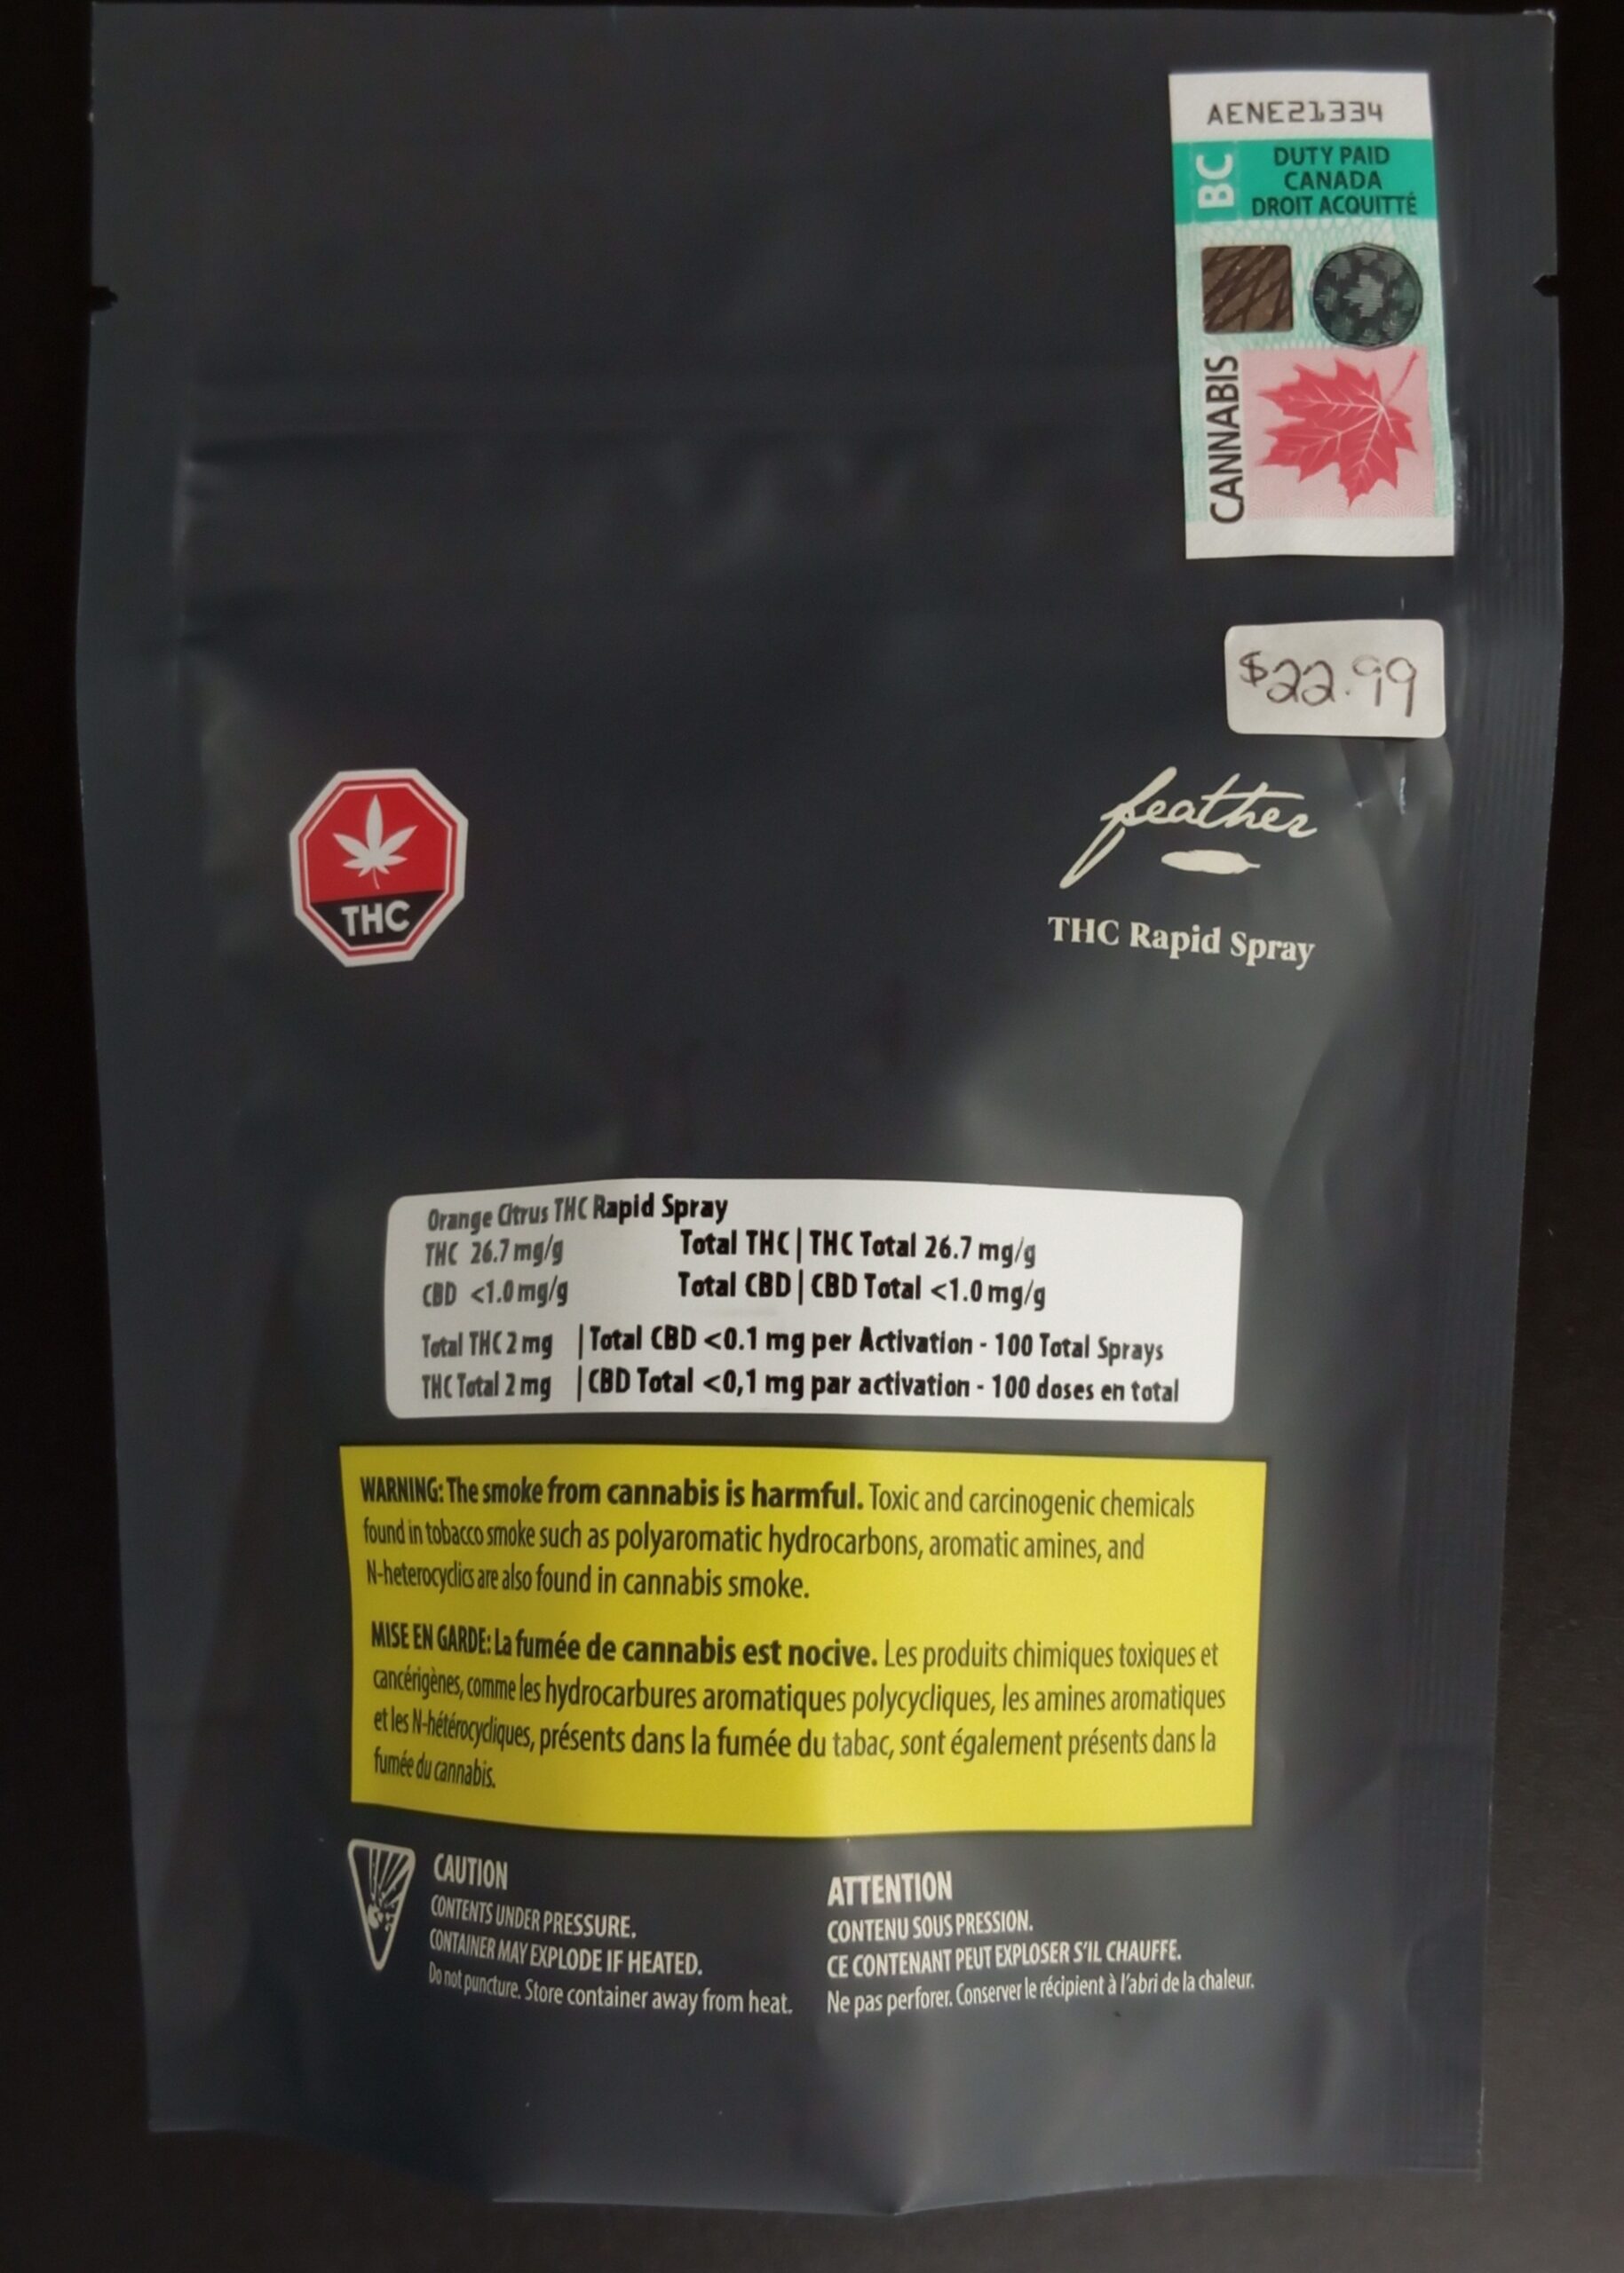 AENE21334
BC
DUTY PAID
CANADA
DROIT ACQUITTÉ
CANNABIS
$22.99
feather
THC Rapid Spray
THC
Orange Citrus THC Rapid Spray
THC 26.7 mg/g Total THC | THC Total 26.7 mg/g
CBD <1.0 mg/g Total CBD | CBD Total <1.0 mg/g
Total THC 2 mg | Total CBD <0.1 mg per Activation - 100 Total Sprays
THC Total 2 mg | CBD Total <0,1 mg par activation - 100 doses en total
WARNING: The smoke from cannabis is harmful. Toxic and carcinogenic chemicals
found in tobacco smoke such as polyaromatic hydrocarbons, aromatic amines, and
N-heterocyclics are also found in cannabis smoke.
MISE EN GARDE: La fumée de cannabis est nocive. Les produits chimiques toxiques et
cancérigènes, comme les hydrocarbures aromatiques polycycliques, les amines aromatiques
et les N-hétérocycliques, présents dans la fumée du tabac, sont également présents dans la
fumée du cannabis.
CAUTION
CONTENTS UNDER PRESSURE.
CONTAINER MAY EXPLODE IF HEATED.
Do not puncture. Store container away from heat.
ATTENTION
CONTENU SOUS PRESSION.
CE CONTENANT PEUT EXPLOSER S'IL CHAUFFE.
Ne pas perforer. Conserver le récipient à l'abri de la chaleur.